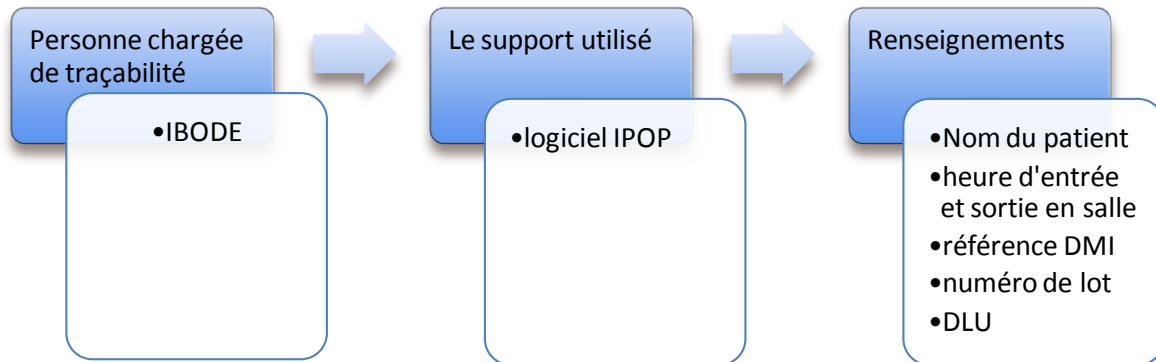 Personne chargée
de traçabilité
•IBODE
Le support utilisé
•logiciel IPOP
Renseignements
•Nom du patient
•heure d'entrée
et sortie en salle
•référence DMI
•numéro de lot
•DLU